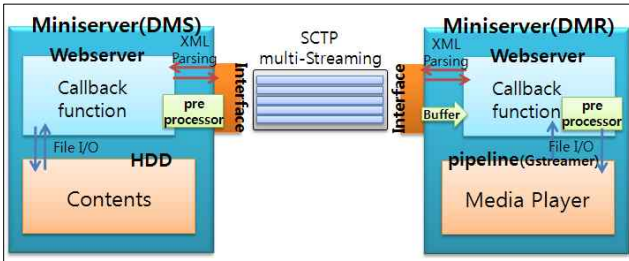 Miniserver(DMS)
Webserver
XML
Parsing
Callback
function
pre
processor
Interface
File I/O
HDD
Contents
SCTP
multi-Streaming
Miniserver(DMR)
XML
Parsing
Webserver
Interface
Buffer
Callback
function
pre
processor
File I/O
pipeline(Gstreamer)
Media Player